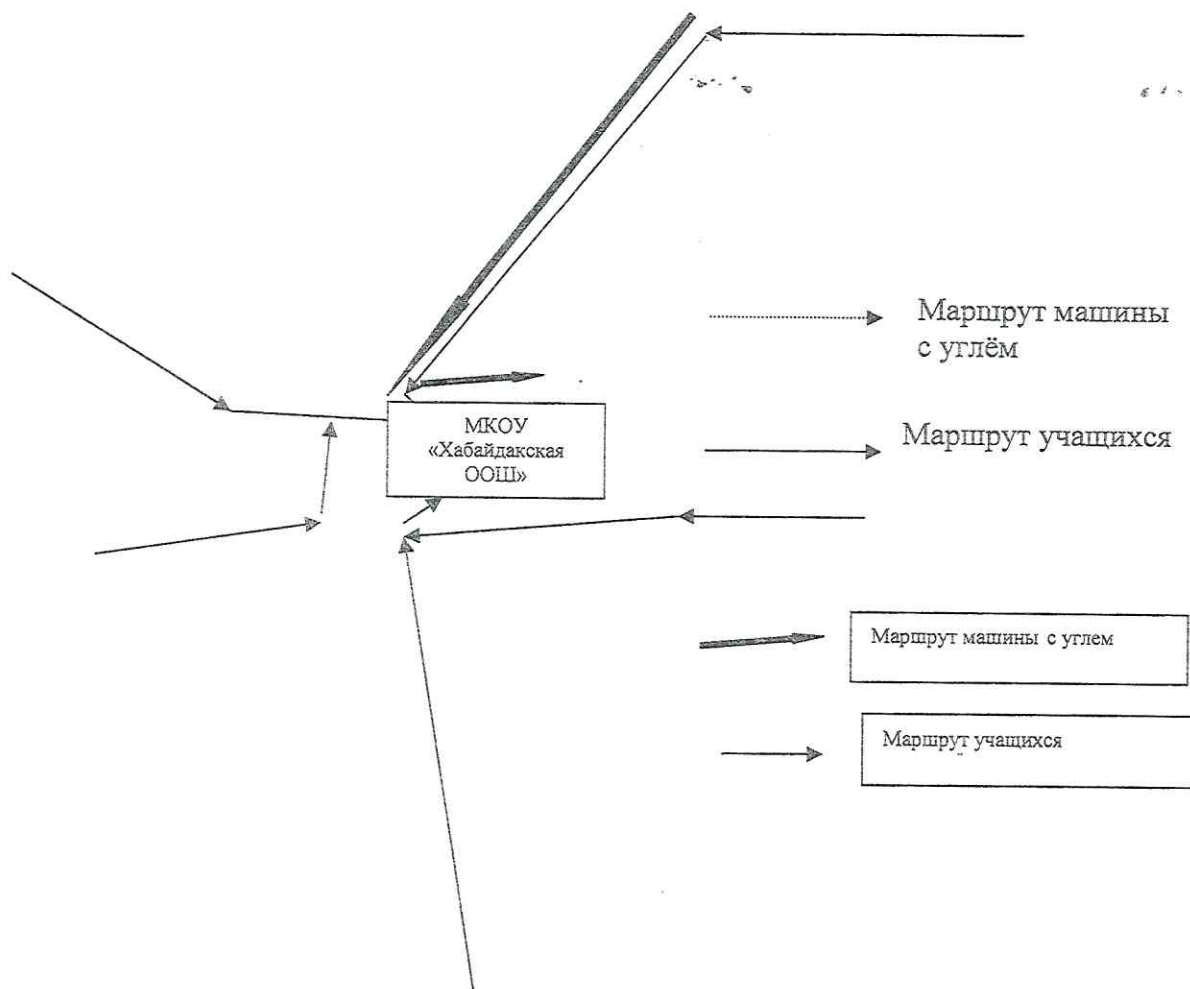 Маршрут машины
с углём
МКОУ
«Хабайдакская
ООШ»
Маршрут учащихся
Маршрут машины с углем
Маршрут учащихся